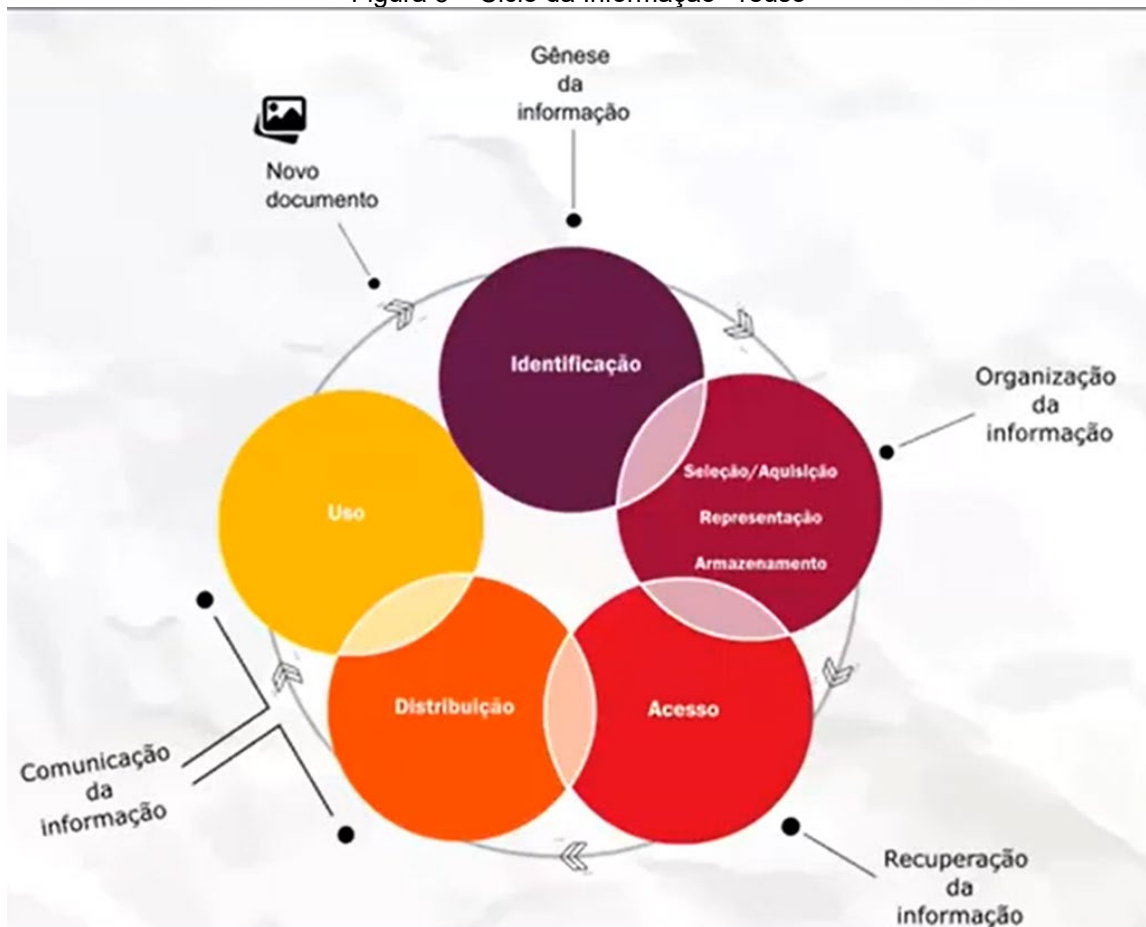 Gênese
da
informação
Novo
documento
Identificação
Organização
da
informação
Seleção/Aquisição
Representação
Armazenamento
Uso
Distribuição
Acesso
Comunicação
da
informação
Recuperação
da
informação